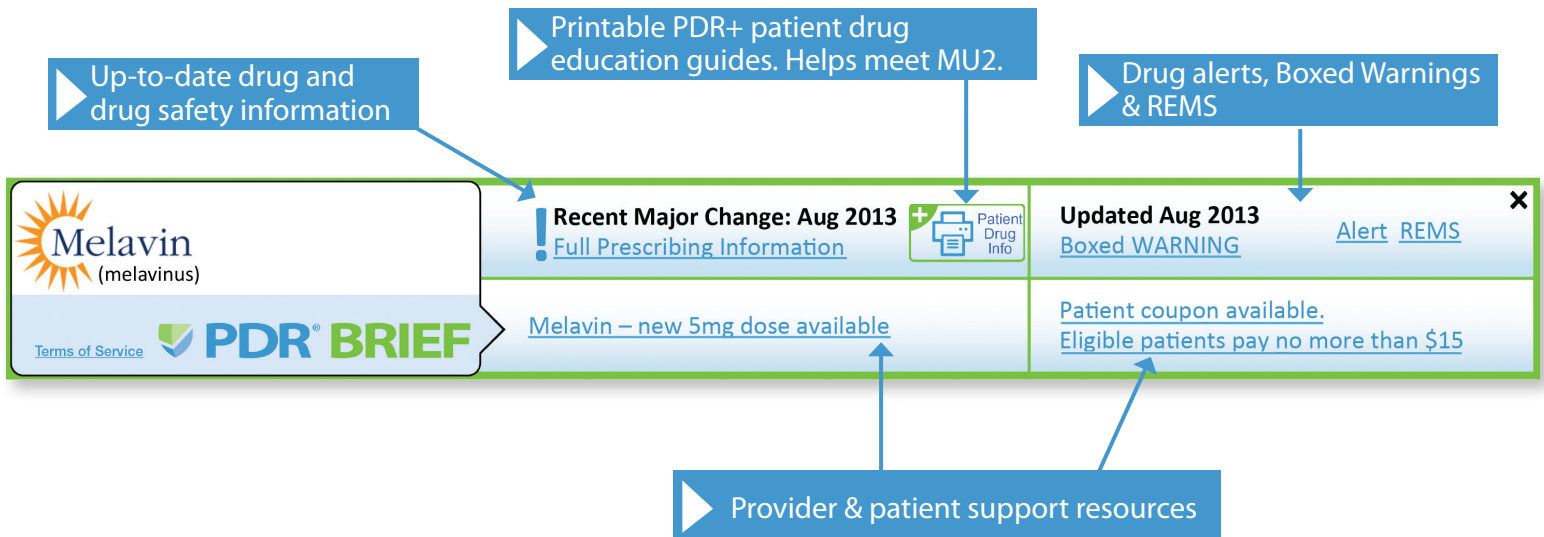 Printable PDR+ patient drug
education guides. Helps meet MU2.
Up-to-date drug and
drug safety information
Drug alerts, Boxed Warnings
& REMS
Melavin
(melavinus)
Terms of Service
PDR® BRIEF
! Recent Major Change: Aug 2013
Full Prescribing Information
Patient
Drug
Info
Updated Aug 2013
Boxed WARNING
Alert REMS
Melavin – new 5mg dose available
Patient coupon available.
Eligible patients pay no more than $15
Provider & patient support resources